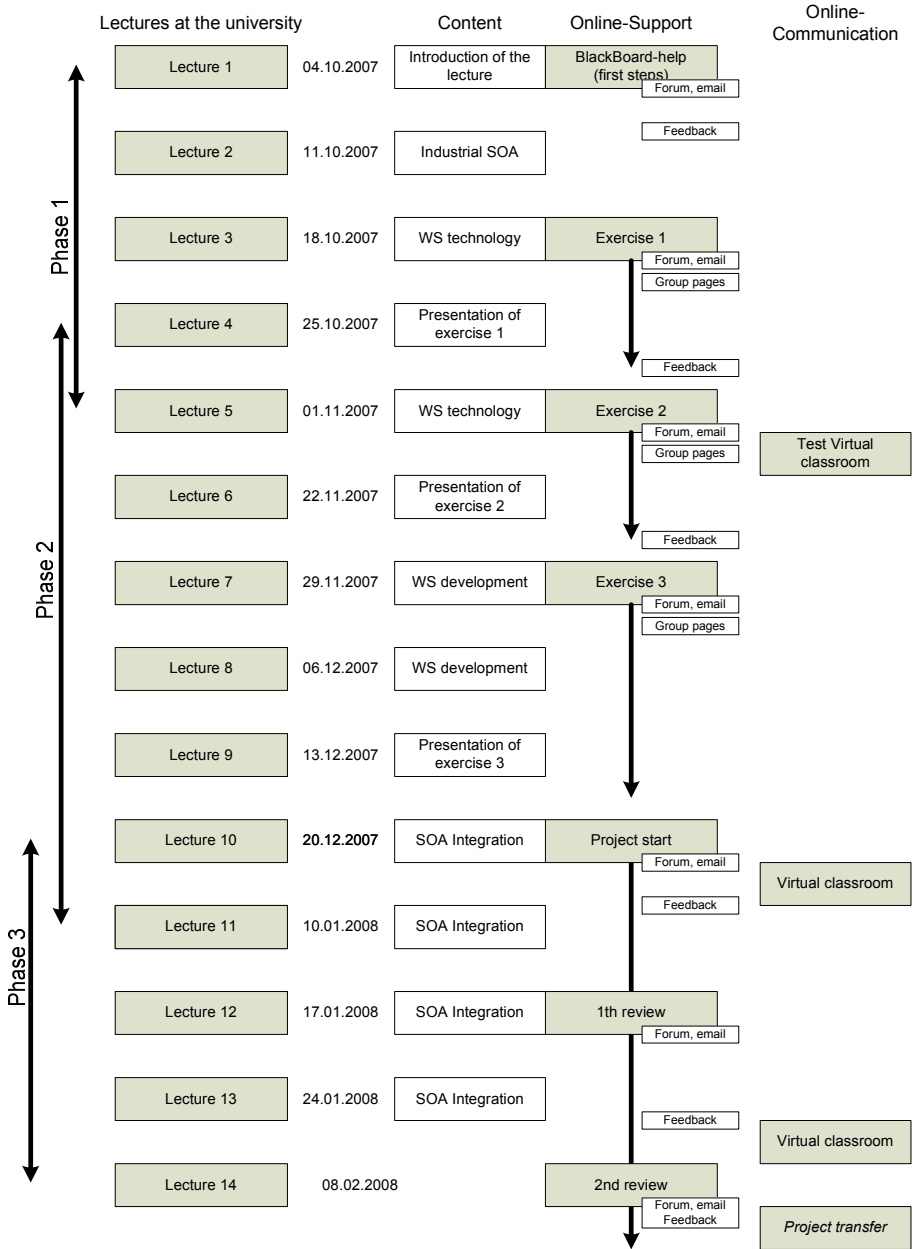 Lectures at the university
Content
Online-Support
Online-
Communication
Lecture 1
04.10.2007
Introduction of the
lecture
BlackBoard-help
(first steps)
Forum, email
Feedback
Lecture 2
11.10.2007
Industrial SOA
Phase 1
Lecture 3
18.10.2007
WS technology
Exercise 1
Forum, email
Group pages
Lecture 4
25.10.2007
Presentation of
exercise 1
Feedback
Lecture 5
01.11.2007
WS technology
Exercise 2
Forum, email
Group pages
Test Virtual
classroom
Lecture 6
22.11.2007
Presentation of
exercise 2
Feedback
Phase 2
Lecture 7
29.11.2007
WS development
Exercise 3
Forum, email
Group pages
Lecture 8
06.12.2007
WS development
Lecture 9
13.12.2007
Presentation of
exercise 3
Lecture 10
20.12.2007
SOA Integration
Project start
Forum, email
Virtual classroom
Feedback
Lecture 11
10.01.2008
SOA Integration
Phase 3
Lecture 12
17.01.2008
SOA Integration
1th review
Forum, email
Lecture 13
24.01.2008
SOA Integration
Feedback
Virtual classroom
Lecture 14
08.02.2008
2nd review
Forum, email
Feedback
Project transfer